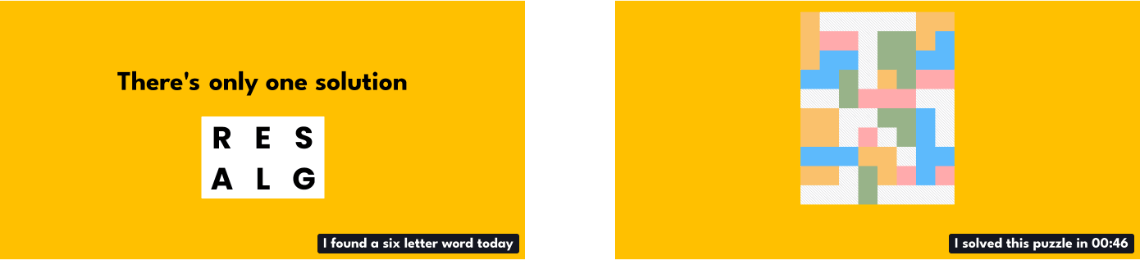 There's only one solution
R E S
A L G
I found a six letter word today
I solved this puzzle in 00:46